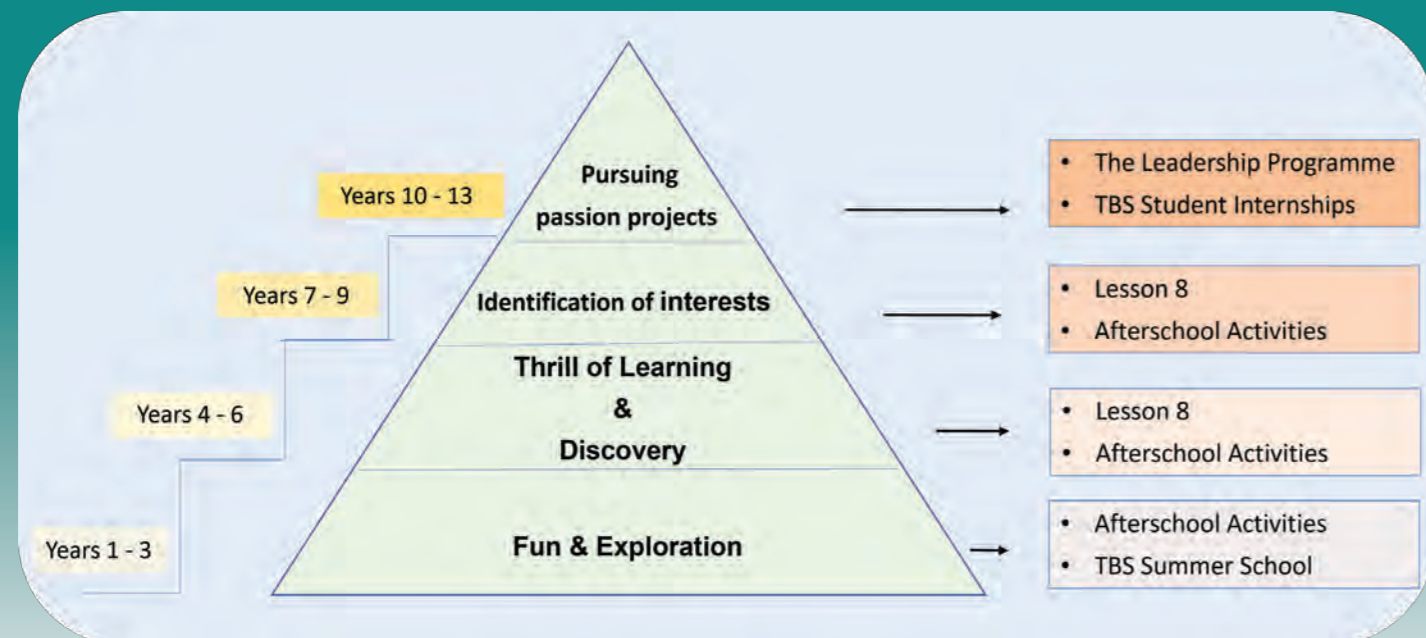 Years 10 - 13
Pursuing
passion projects
• The Leadership Programme
• TBS Student Internships
Years 7 - 9
Identification of interests
• Lesson 8
• Afterschool Activities
Years 4 - 6
Thrill of Learning
&
Discovery
• Lesson 8
• Afterschool Activities
Years 1 - 3
Fun & Exploration
• Afterschool Activities
• TBS Summer School